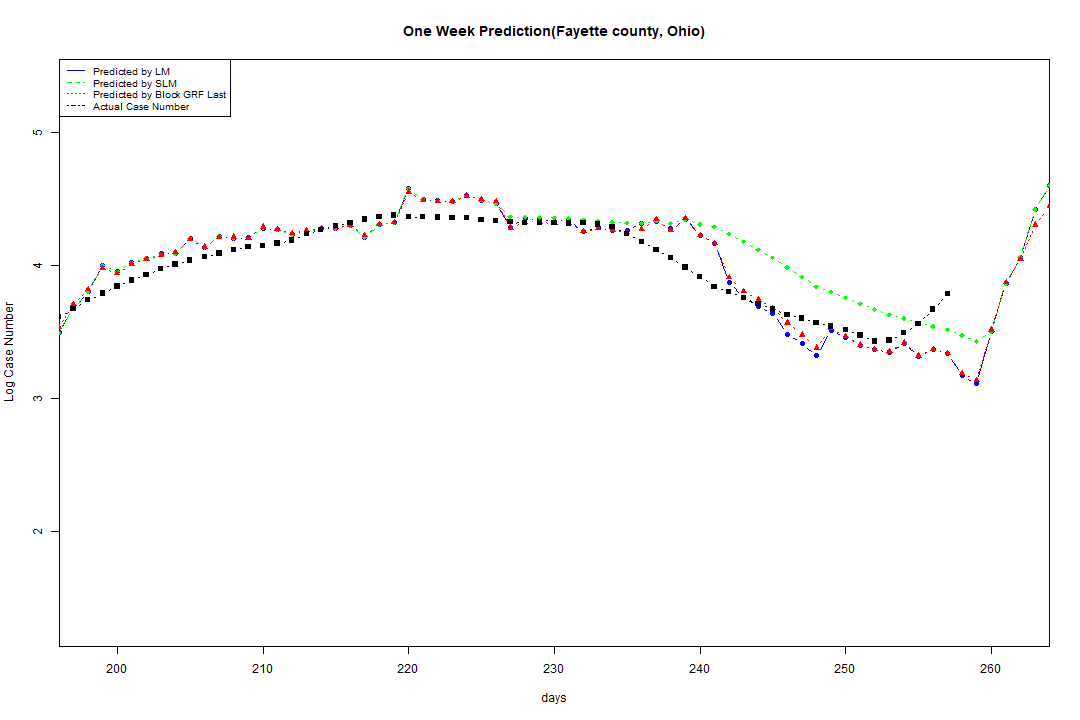 One Week Prediction(Fayette county, Ohio)
Predicted by LM
Predicted by SLM
Predicted by Block GRF Last
Actual Case Number
5
4
3
2
Log Case Number
200 210 220 230 240 250 260
days